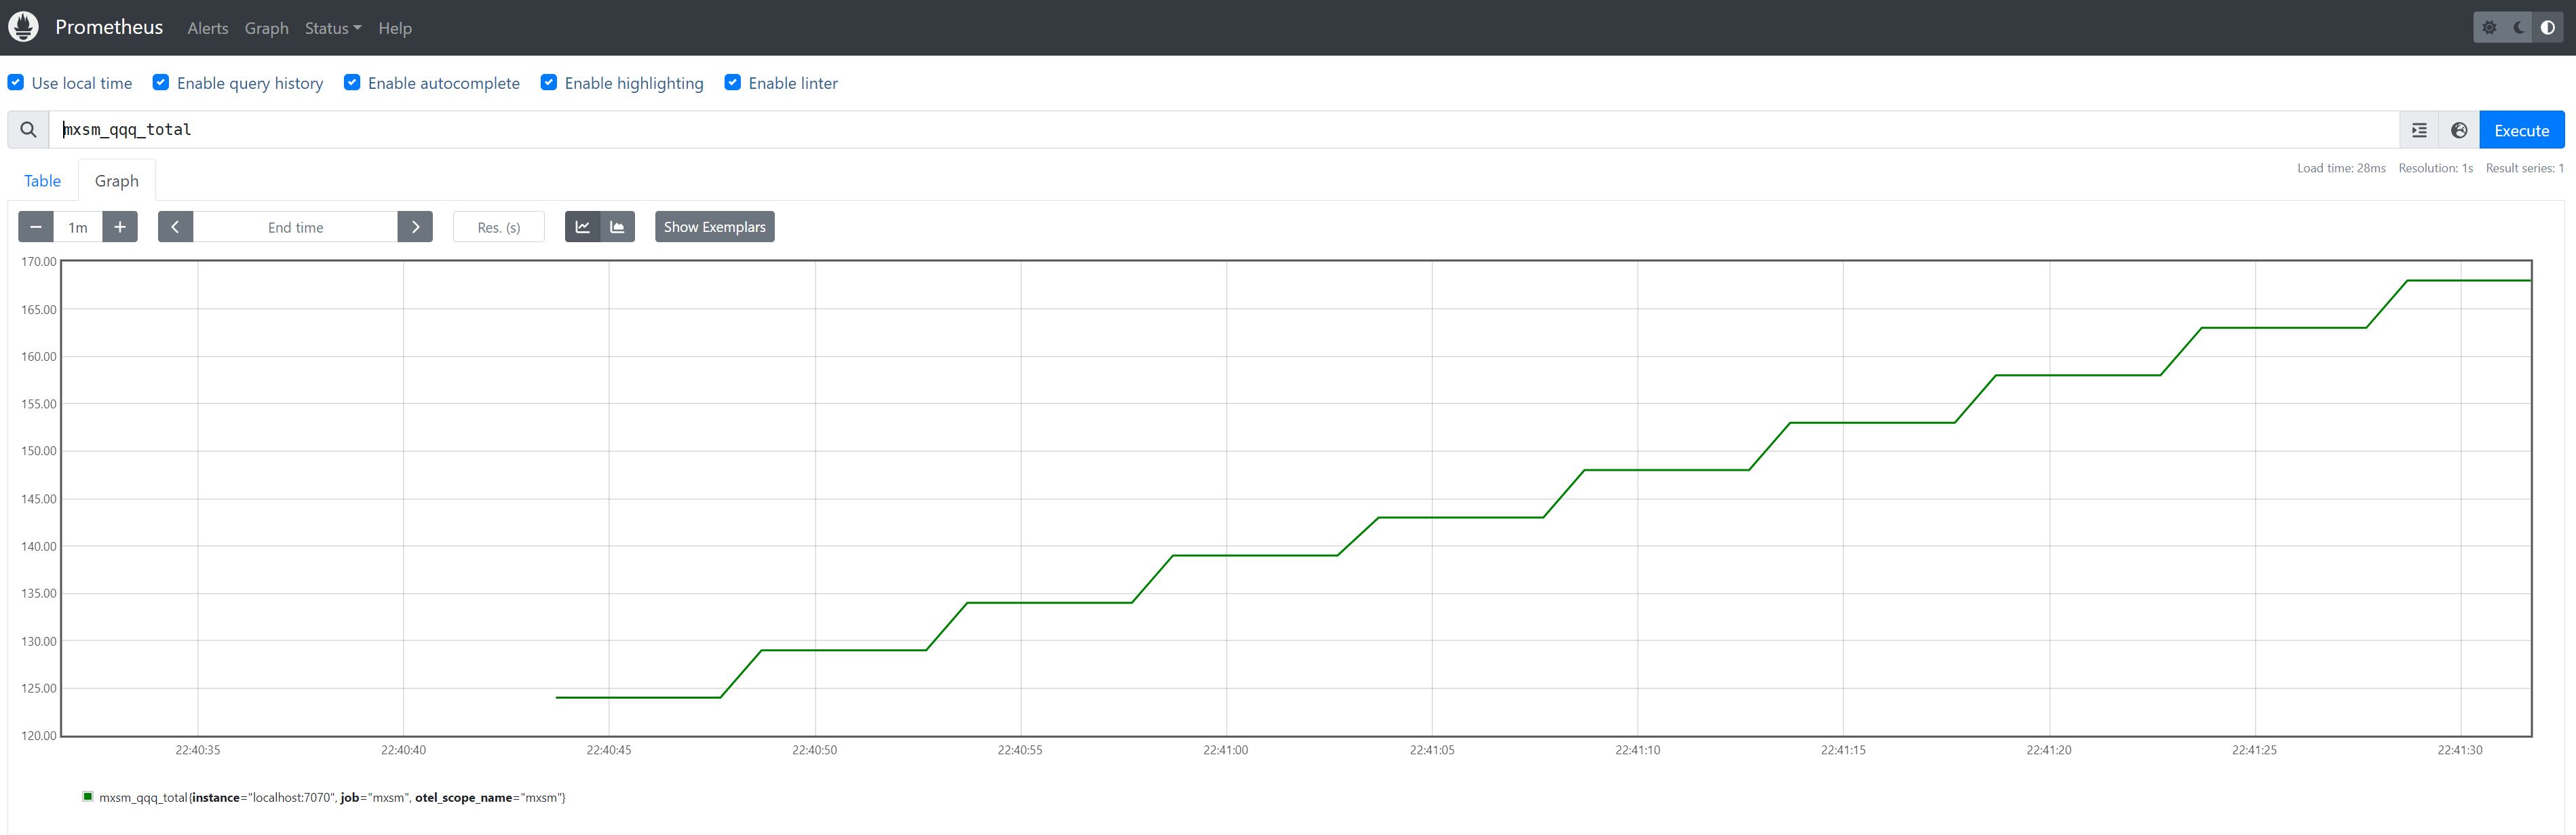 Prometheus Alerts Graph Status Help
Use local time Enable query history Enable autocomplete Enable highlighting Enable linter
mxsm_qqq_total Execute
Table Graph Load time: 28ms Resolution: 1s Result series: 1
1m End time Res. (s) Show Exemplars
170.00
165.00
160.00
155.00
150.00
145.00
140.00
135.00
130.00
125.00
120.00
22:40:35 22:40:40 22:40:45 22:40:50 22:40:55 22:41:00 22:41:05 22:41:10 22:41:15 22:41:20 22:41:25 22:41:30
mxsm_qqq_total{instance="localhost:7070", job="mxsm", otel_scope_name="mxsm"}